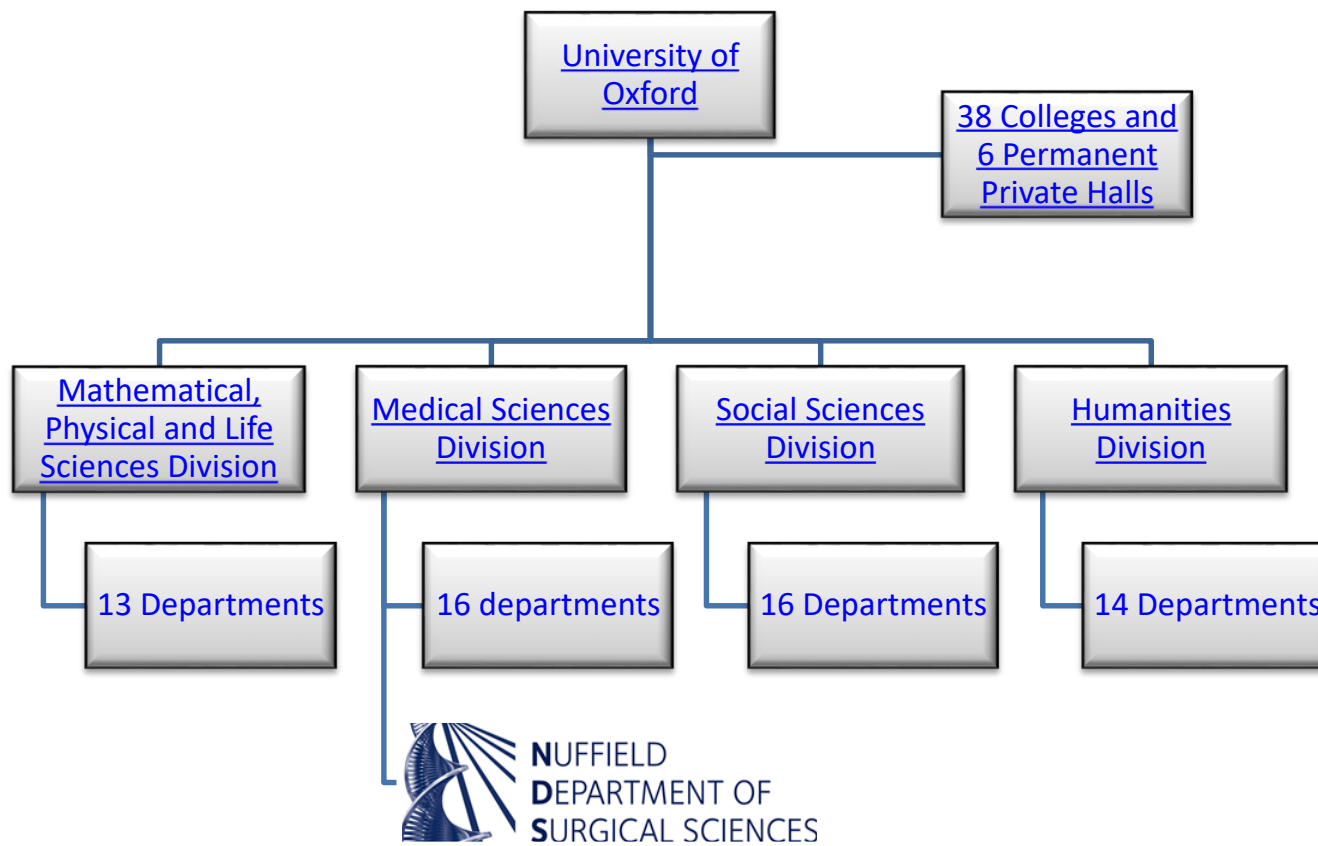 University of
Oxford
38 Colleges and
6 Permanent
Private Halls
Mathematical,
Physical and Life
Sciences Division
Medical Sciences
Division
Social Sciences
Division
Humanities
Division
13 Departments
16 departments
16 Departments
14 Departments
NUFFIELD
DEPARTMENT OF
SURGICAL SCIENCES